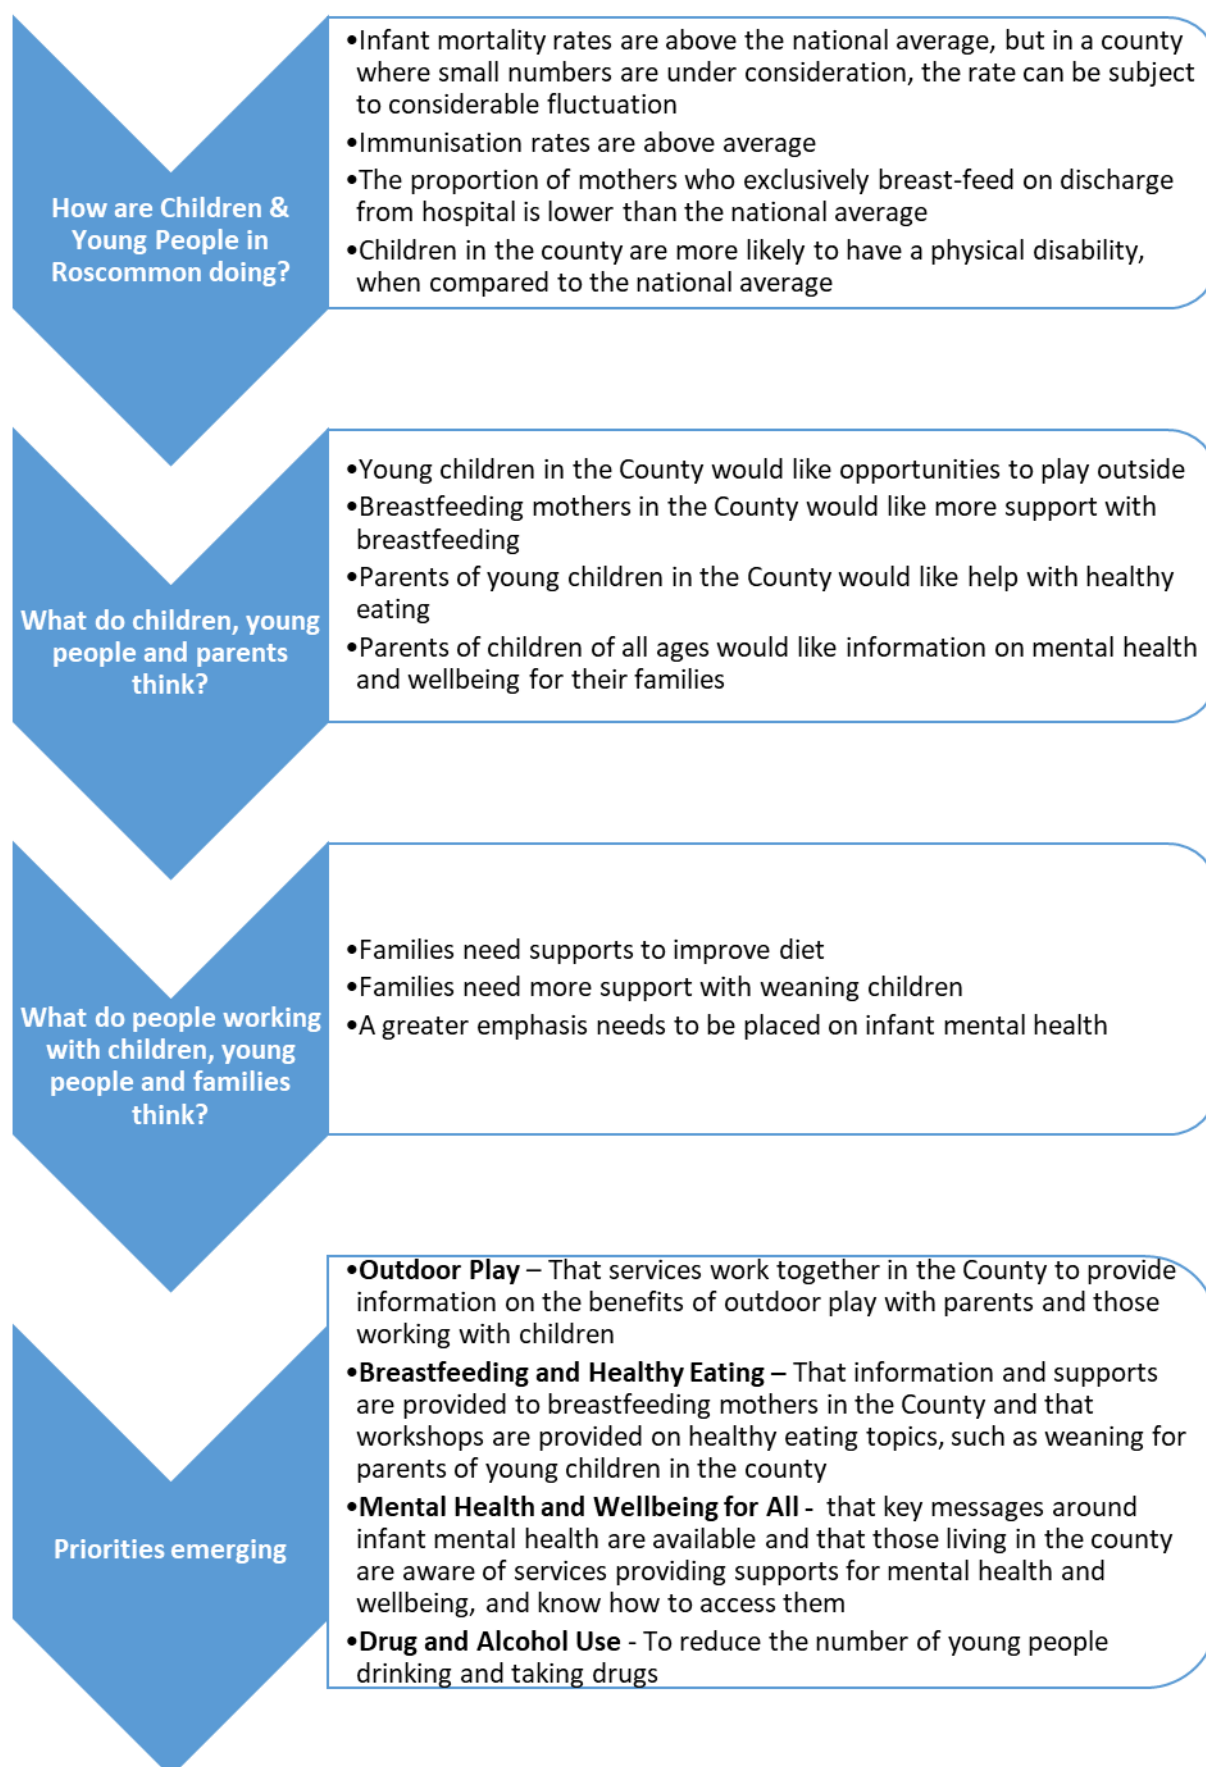 How are Children &
Young People in
Roscommon doing?
•Infant mortality rates are above the national average, but in a county
where small numbers are under consideration, the rate can be subject
to considerable fluctuation
•Immunisation rates are above average
•The proportion of mothers who exclusively breast-feed on discharge
from hospital is lower than the national average
•Children in the county are more likely to have a physical disability,
when compared to the national average
What do children, young
people and parents
think?
•Young children in the County would like opportunities to play outside
•Breastfeeding mothers in the County would like more support with
breastfeeding
•Parents of young children in the County would like help with healthy
eating
•Parents of children of all ages would like information on mental health
and wellbeing for their families
What do people working
with children, young
people and families
think?
•Families need supports to improve diet
•Families need more support with weaning children
•A greater emphasis needs to be placed on infant mental health
Priorities emerging
•Outdoor Play – That services work together in the County to provide
information on the benefits of outdoor play with parents and those
working with children
•Breastfeeding and Healthy Eating – That information and supports
are provided to breastfeeding mothers in the County and that
workshops are provided on healthy eating topics, such as weaning for
parents of young children in the county
•Mental Health and Wellbeing for All - that key messages around
infant mental health are available and that those living in the county
are aware of services providing supports for mental health and
wellbeing, and know how to access them
•Drug and Alcohol Use - To reduce the number of young people
drinking and taking drugs